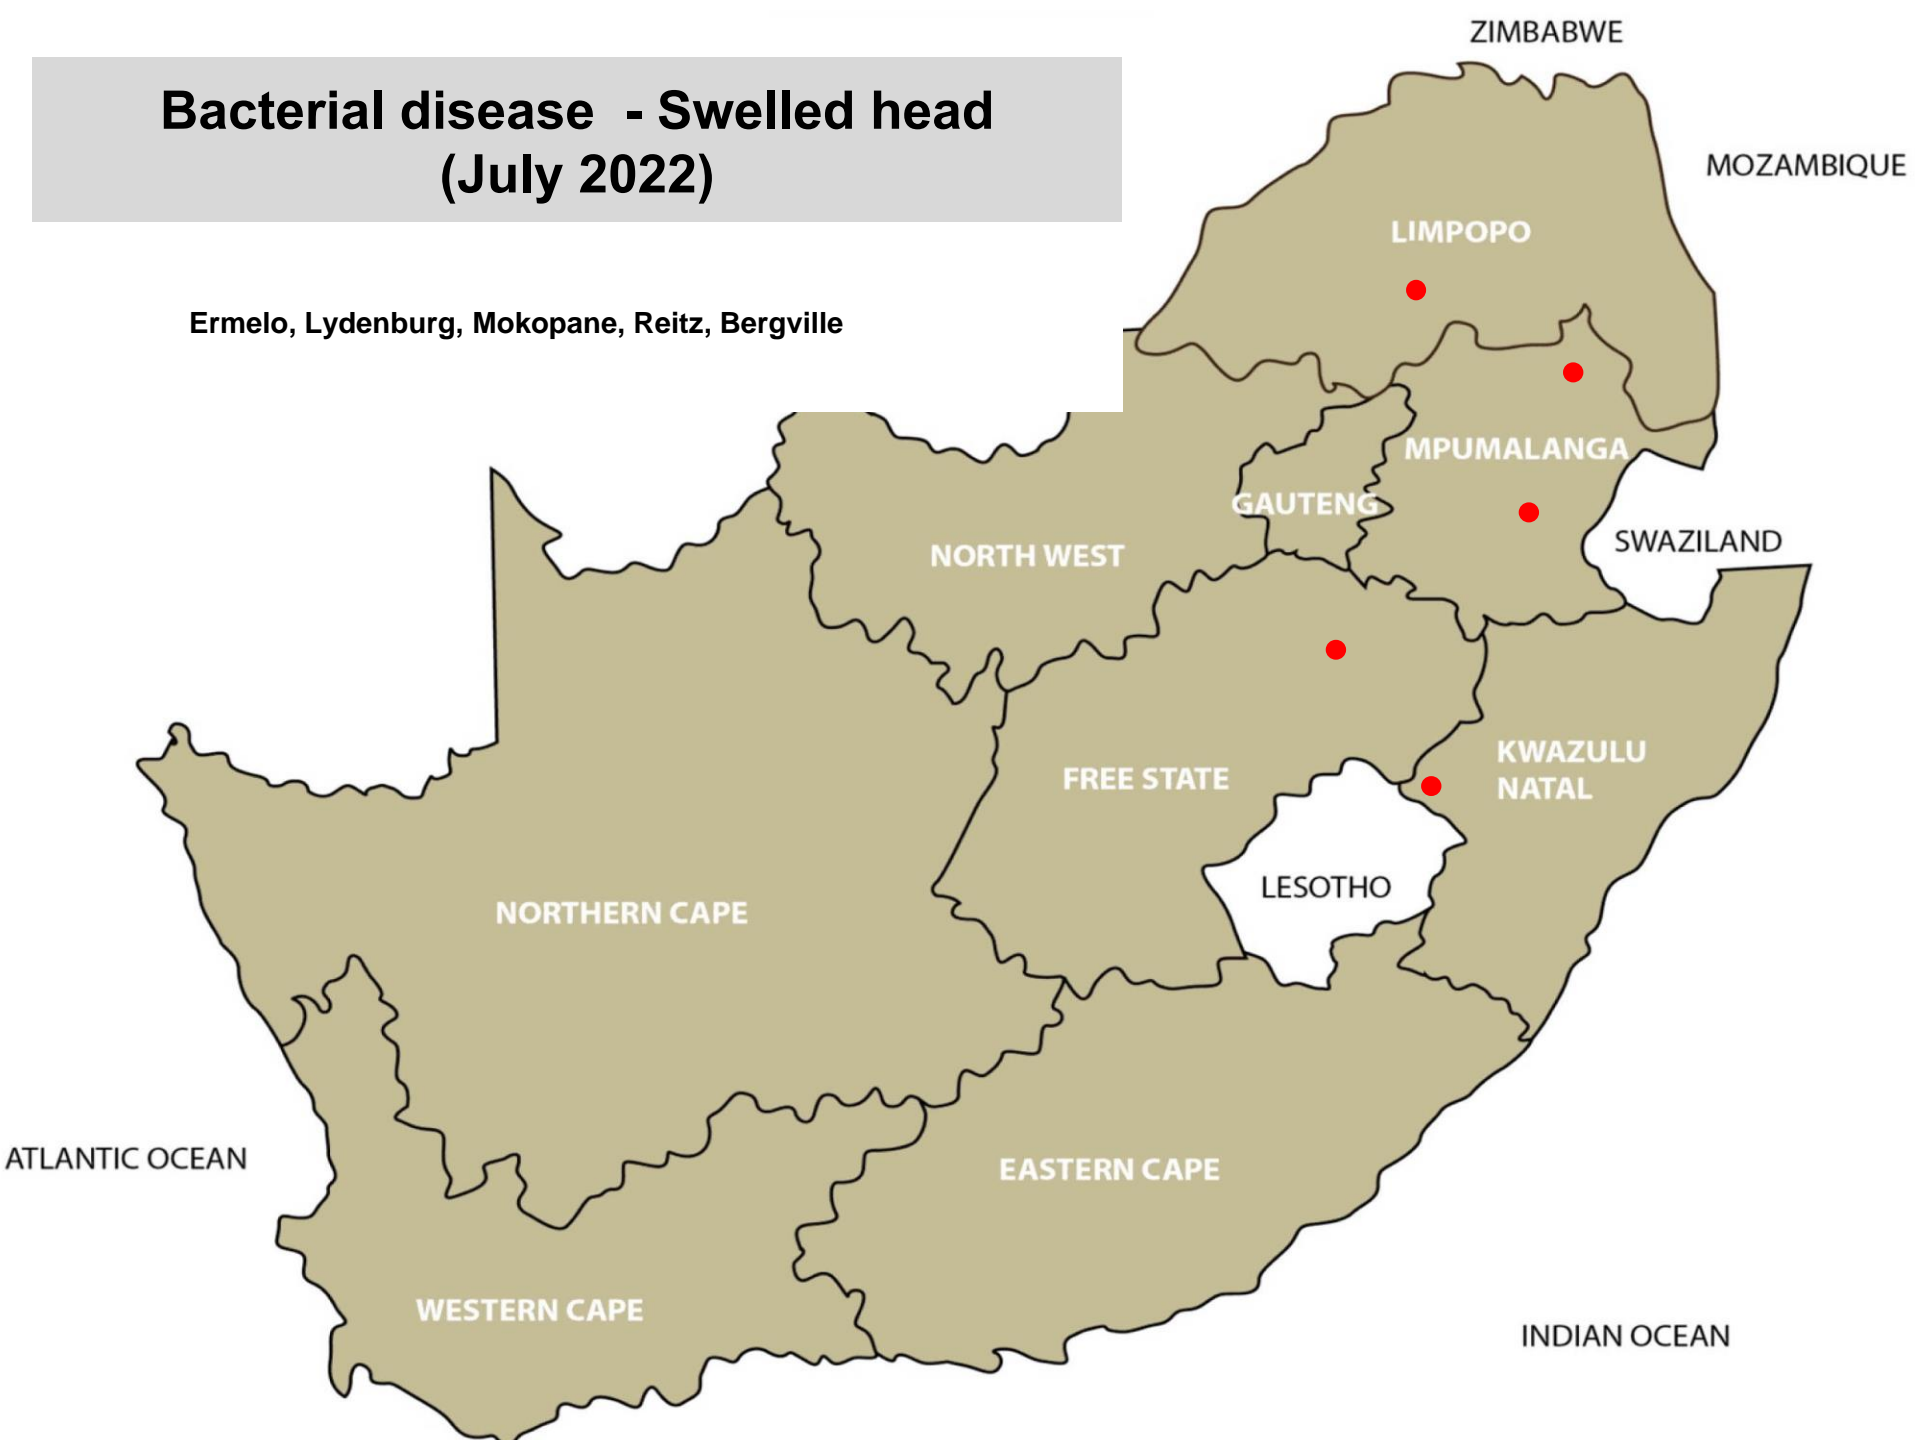 ZIMBABWE
Bacterial disease - Swelled head
(July 2022)
MOZAMBIQUE
LIMPOPO
Ermelo, Lydenburg, Mokopane, Reitz, Bergville
MPUMALANGA
GAUTENG
SWAZILAND
NORTH WEST
KWAZULU
NATAL
FREE STATE
LESOTHO
NORTHERN CAPE
ATLANTIC OCEAN
EASTERN CAPE
WESTERN CAPE
INDIAN OCEAN